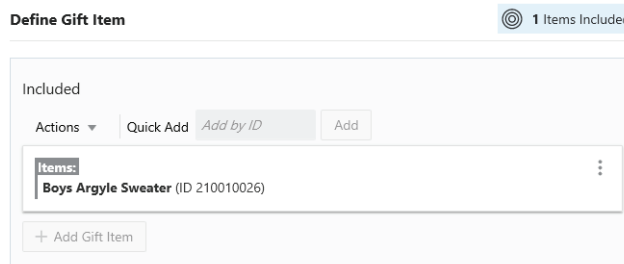 Define Gift Item
1 Items Include
Included
Actions Quick Add Add by ID Add
Items:
Boys Argyle Sweater (ID 210010026)
+ Add Gift Item